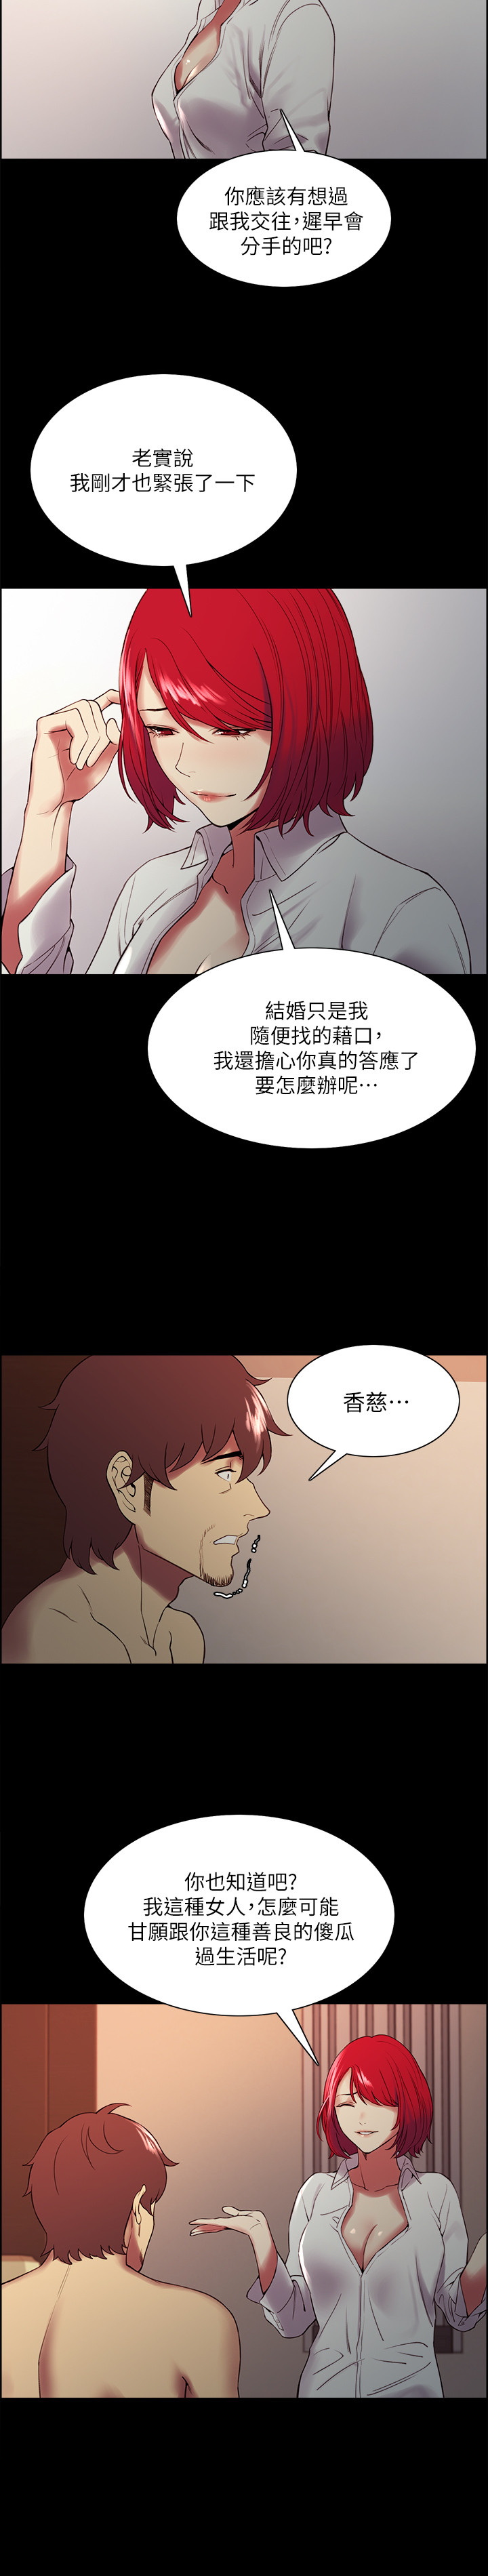 你應該有想過
跟我交往，遲早會
分手的吧？
老實說
我剛才也緊張了一下
結婚只是我
隨便找的藉口，
我還擔心你真的答應了
要怎麼辦呢…
香慈…
你也知道吧？
我這種女人，怎麼可能
甘願跟你這種善良的傻瓜
過生活呢？